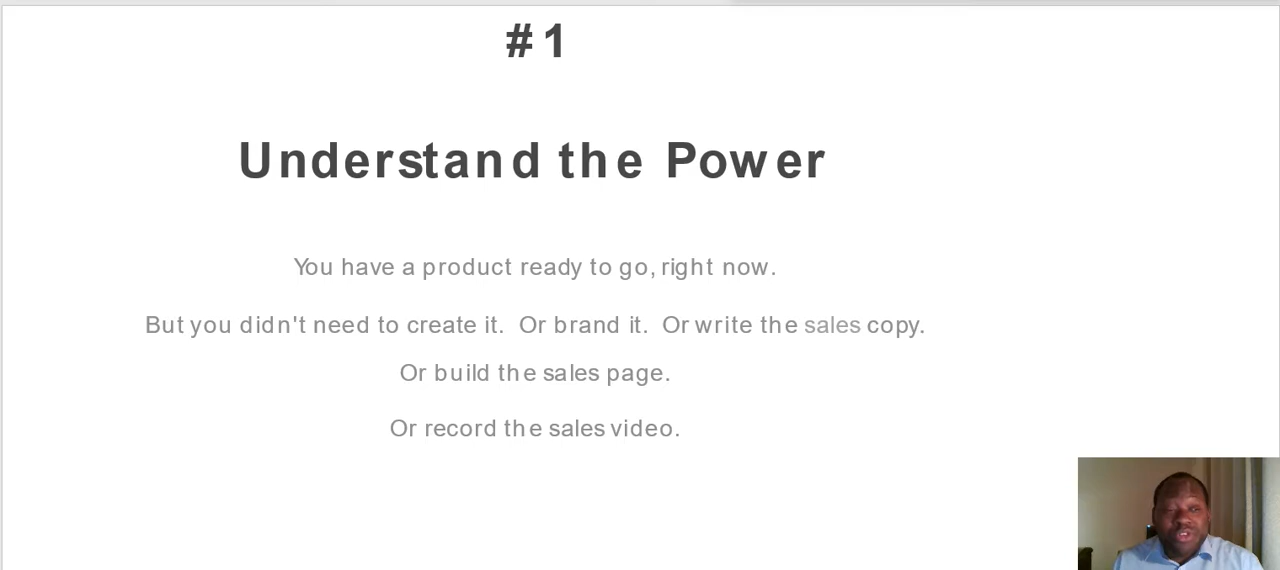 #1
Understand the Power
You have a product ready to go, right now.
But you didn't need to create it. Or brand it. Or write the sales copy.
Or build the sales page.
Or record the sales video.